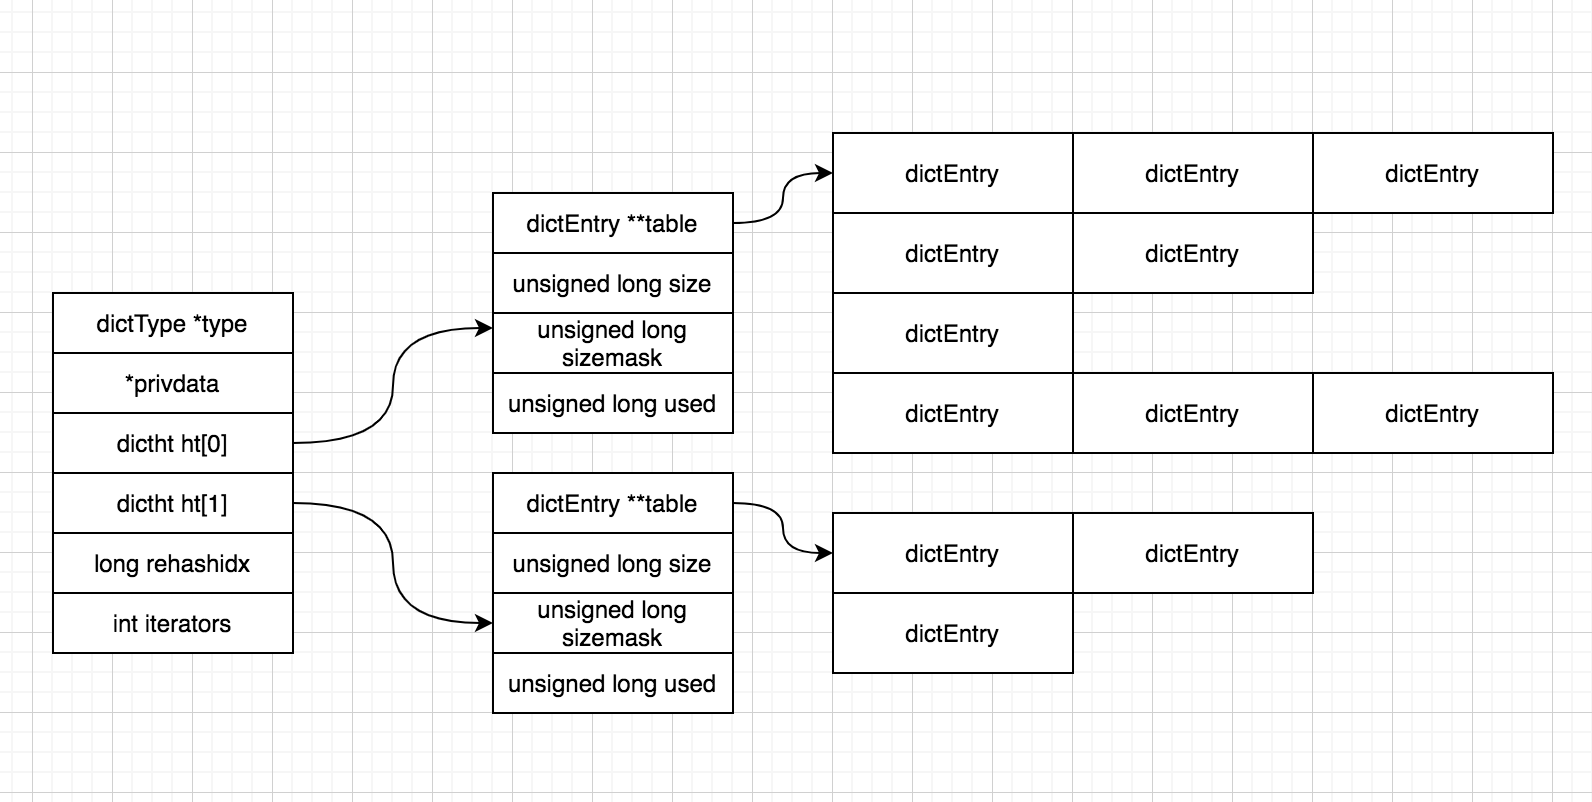 dictType *type
*privdata
dictht ht[0]
dictht ht[1]
long rehashidx
int iterators
dictEntry **table
unsigned long size
unsigned long
sizemask
unsigned long used
dictEntry **table
unsigned long size
unsigned long
sizemask
unsigned long used
dictEntry dictEntry dictEntry
dictEntry dictEntry
dictEntry
dictEntry dictEntry dictEntry
dictEntry dictEntry
dictEntry